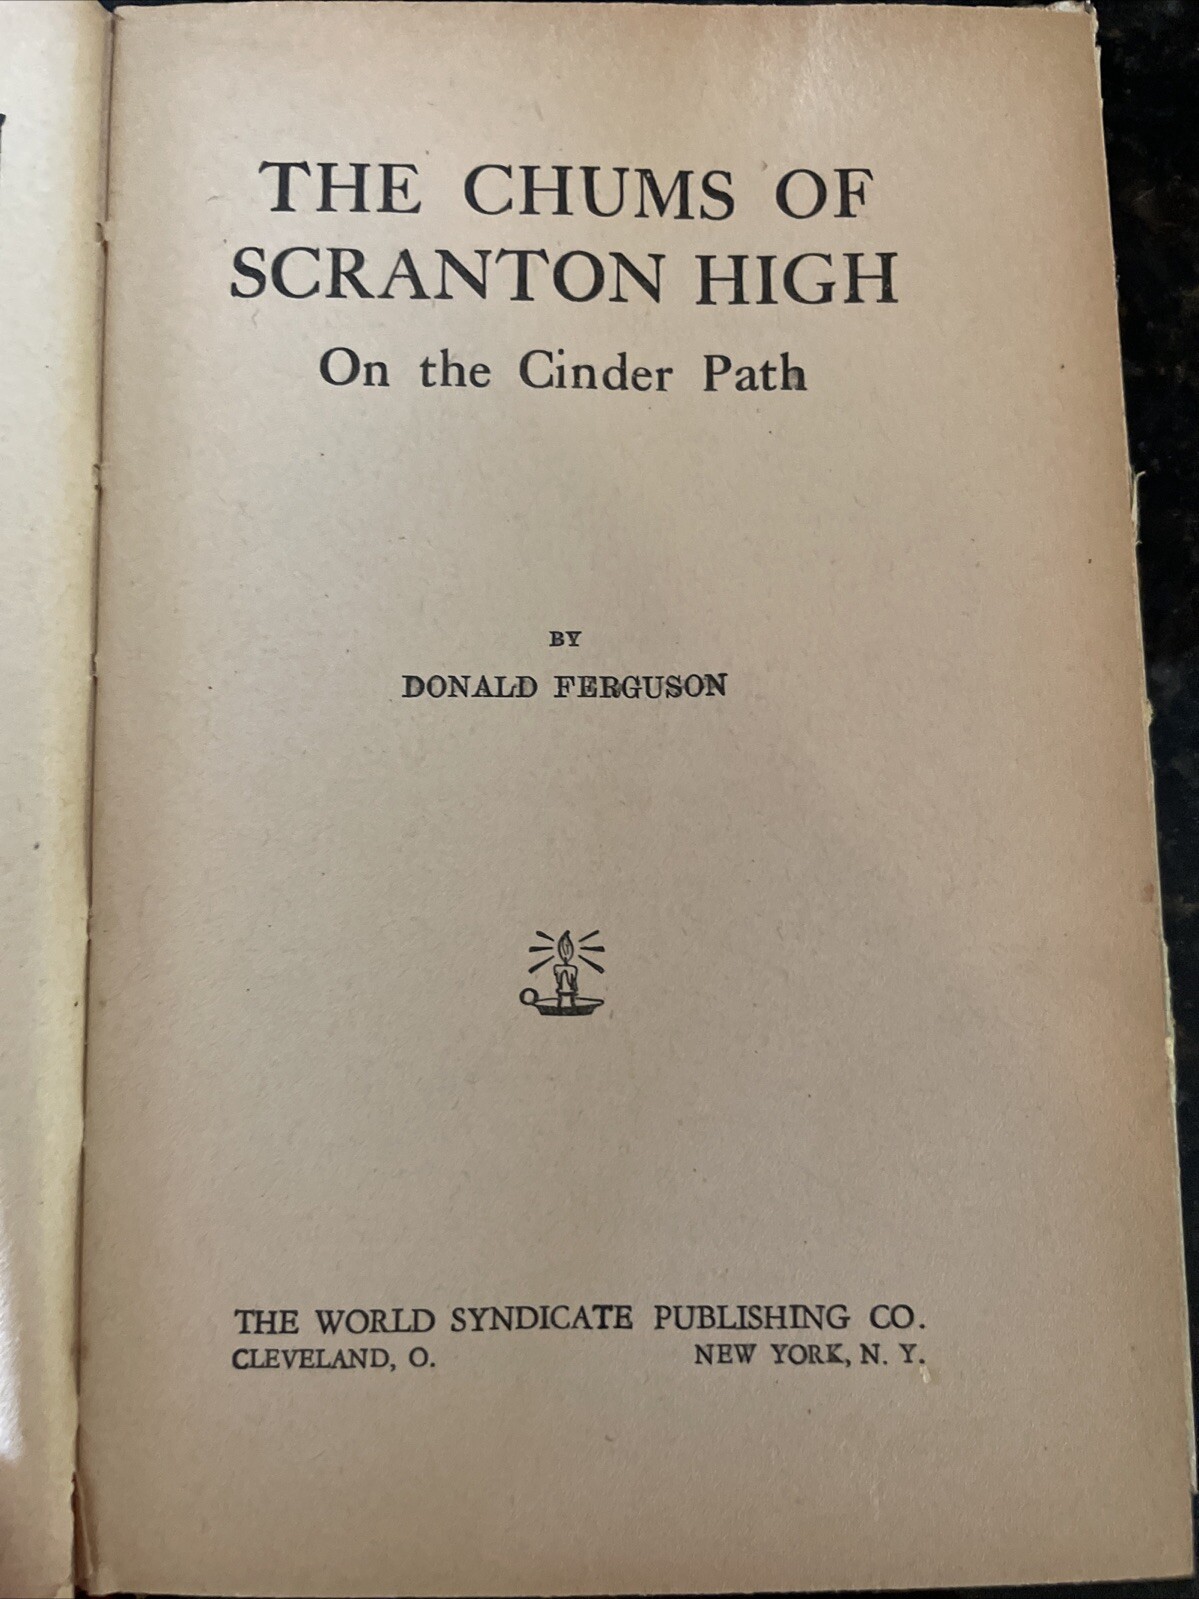 THE CHUMS OF
SCRANTON HIGH
On the Cinder Path
BY
DONALD FERGUSON
THE WORLD SYNDICATE PUBLISHING CO.
CLEVELAND, O. NEW YORK, N. Y.